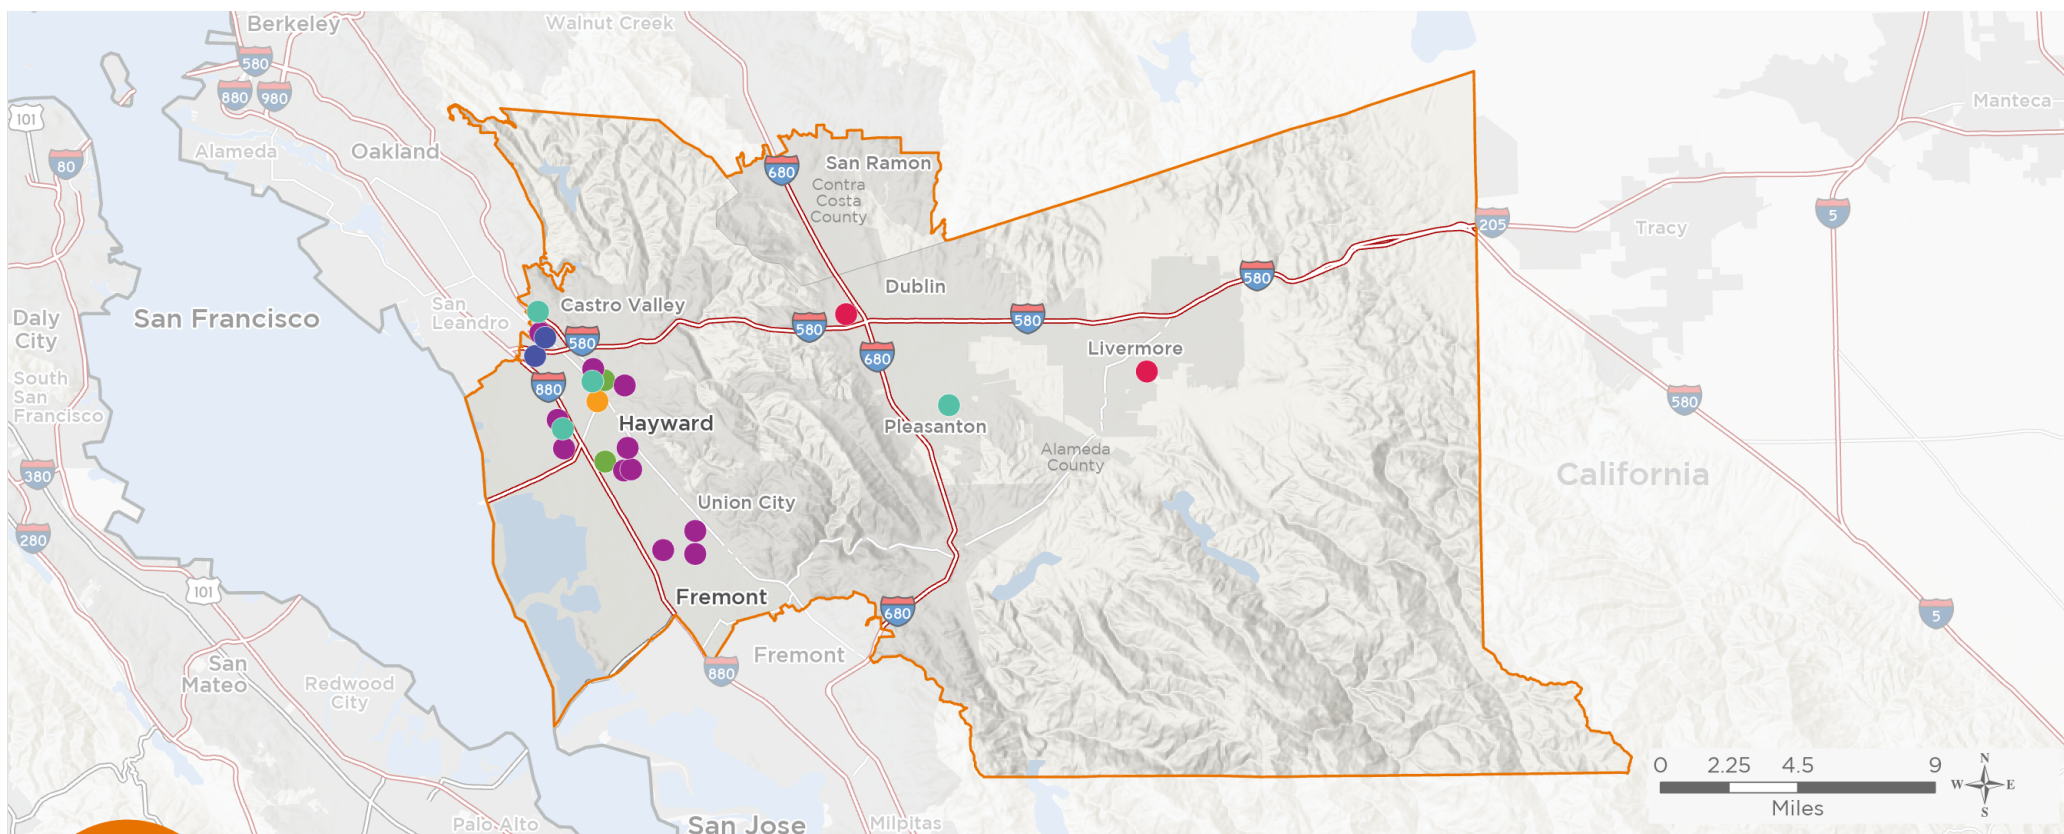 Berkeley
Walnut Creek
580
880
980
Manteca
101
Alameda
Oakland
80
680
San Ramon
Contra
Costa
County
5
205
Tracy
580
Dublin
San
Leandro
Castro Valley
San Francisco
Daly
City
580
580
580
Livermore
680
South
San
Francisco
880
580
Hayward
Pleasanton
Alameda
County
380
California
Union City
280
101
Fremont
680
5
Fremont
880
San
Mateo
Redwood
City
0 2.25 4.5 9
Miles
N
W E
S
Palo Alto
San Jose
Milpitas